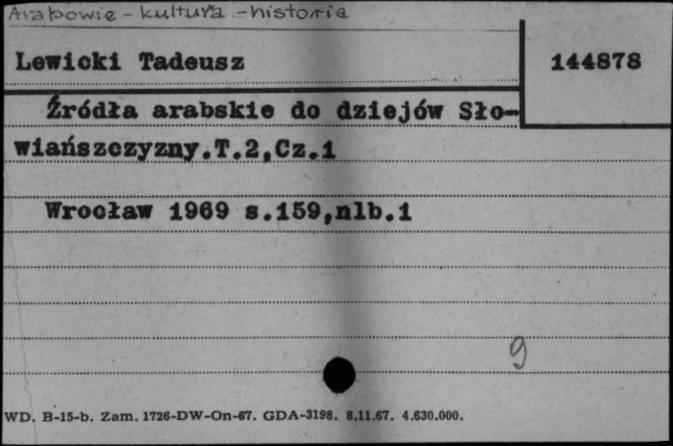 Arabowie - kultura - historia
Lewicki Tadeusz
144878
Źródła arabskie do dziejów Sło-
wiańszczyzny.T.2,Cz.1
Wrocław 1969 s.159,nlb.1
9
WD. B-15-b. Zam. 1726-DW-On-67. GDA-3198. 8.11.67. 4.630.000.